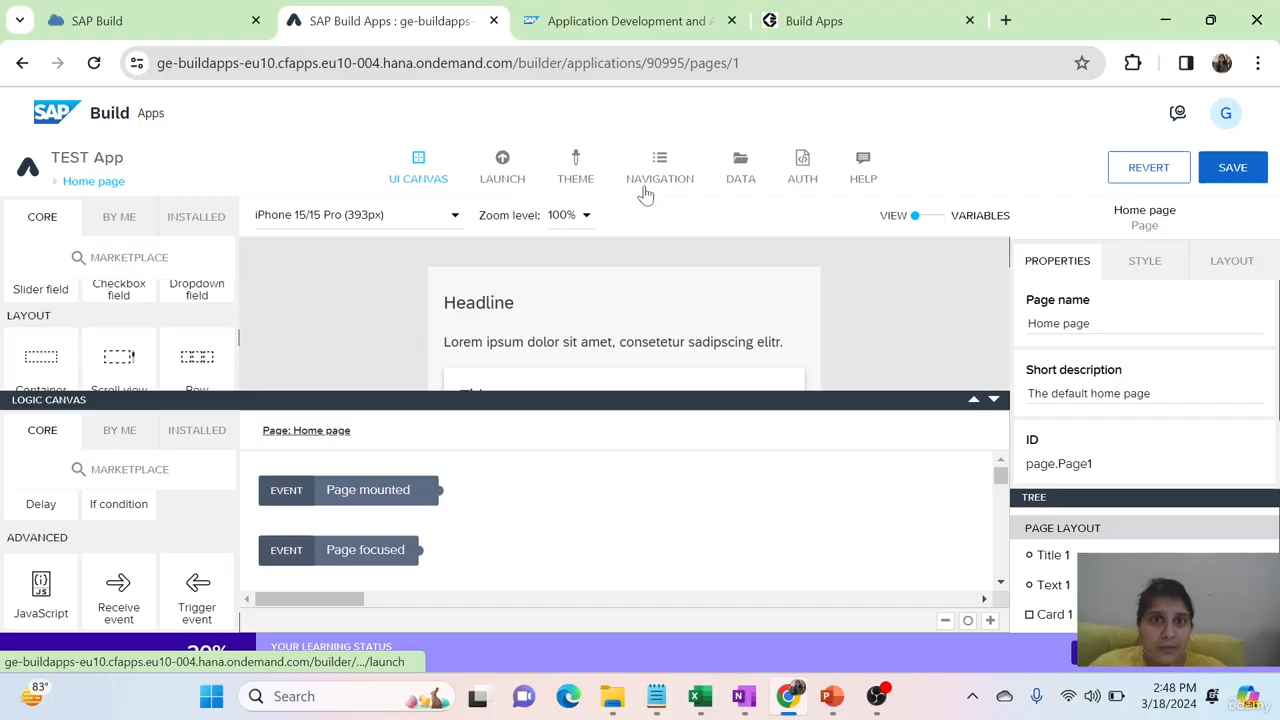 SAP Build
SAP Build Apps : ge-buildapps-
Application Development and A
Build Apps
ge-buildapps-eu10.cfapps.eu10-004.hana.ondemand.com/builder/applications/90995/pages/1
SAP Build Apps
G
TEST App
Home page
UI CANVAS
LAUNCH
THEME
NAVIGATION
DATA
AUTH
HELP
REVERT
SAVE
CORE
BY ME
INSTALLED
iPhone 15/15 Pro (393px)
Zoom level: 100%
VIEW
VARIABLES
Home page
Page
MARKETPLACE
PROPERTIES
STYLE
LAYOUT
Slider field
Checkbox field
Dropdown field
LAYOUT
Container
Scroll view
Row
Headline
Lorem ipsum dolor sit amet, consetetur sadipscing elitr.
Page name
Home page
Short description
The default home page
ID
page.Page1
LOGIC CANVAS
CORE
BY ME
INSTALLED
Page: Home page
MARKETPLACE
Delay
If condition
ADVANCED
JavaScript
Receive event
Trigger event
EVENT Page mounted
EVENT Page focused
TREE
PAGE LAYOUT
Title 1
Text 1
Card 1
20%
YOUR LEARNING STATUS
ge-buildapps-eu10.cfapps.eu10-004.hana.ondemand.com/builder/.../launch
83°
Search
2:48 PM
3/18/2024
udemy